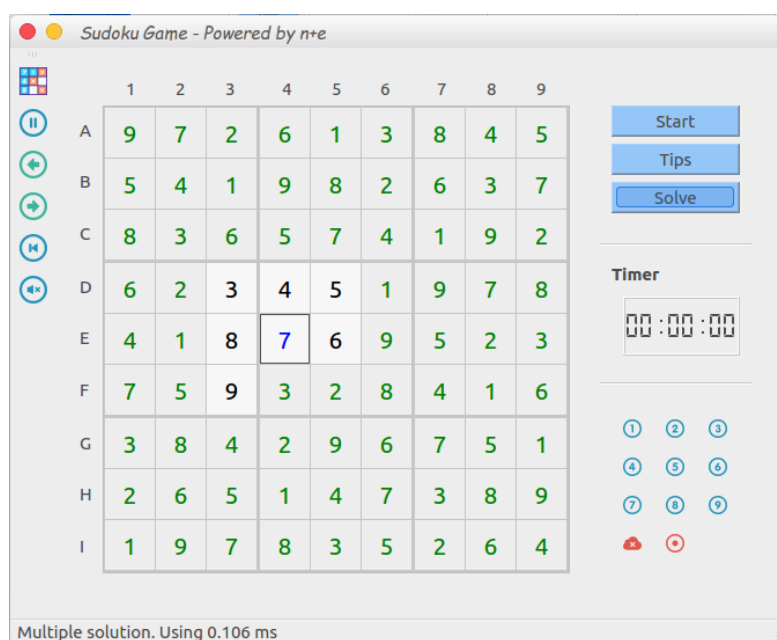 Sudoku Game - Powered by n+e
1 2 3 4 5 6 7 8 9
A 9 7 2 6 1 3 8 4 5
B 5 4 1 9 8 2 6 3 7
C 8 3 6 5 7 4 1 9 2
D 6 2 3 4 5 1 9 7 8
E 4 1 8 7 6 9 5 2 3
F 7 5 9 3 2 8 4 1 6
G 3 8 4 2 9 6 7 5 1
H 2 6 5 1 4 7 3 8 9
I 1 9 7 8 3 5 2 6 4
Start
Tips
Solve
Timer
00:00:00
1 2 3
4 5 6
7 8 9
Multiple solution. Using 0.106 ms